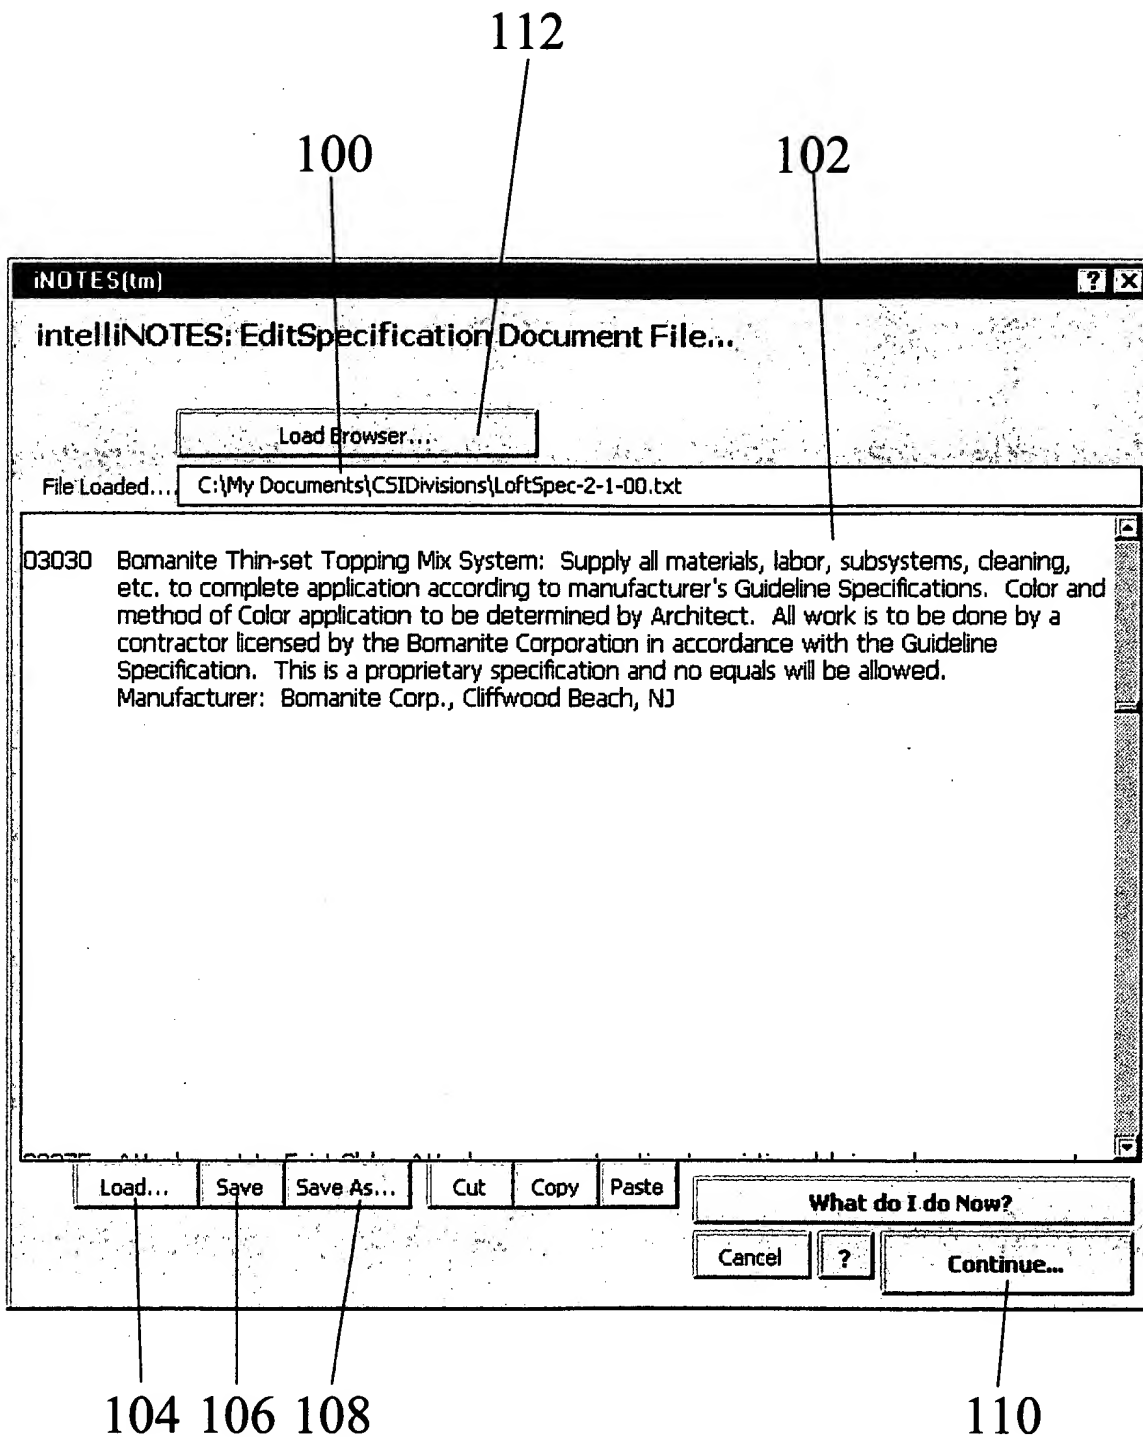 112
100 102
iNOTES(tm) ? X
intelliNOTES: EditSpecification Document File...
Load Browser...
File Loaded.... C:\My Documents\CSIDivisions\LoftSpec-2-1-00.txt
03030 Bomanite Thin-set Topping Mix System: Supply all materials, labor, subsystems, cleaning,
etc. to complete application according to manufacturer's Guideline Specifications. Color and
method of Color application to be determined by Architect. All work is to be done by a
contractor licensed by the Bomanite Corporation in accordance with the Guideline
Specification. This is a proprietary specification and no equals will be allowed.
Manufacturer: Bomanite Corp., Cliffwood Beach, NJ
Load... Save Save As... Cut Copy Paste
What do I do Now?
Cancel ? Continue...
104 106 108 110